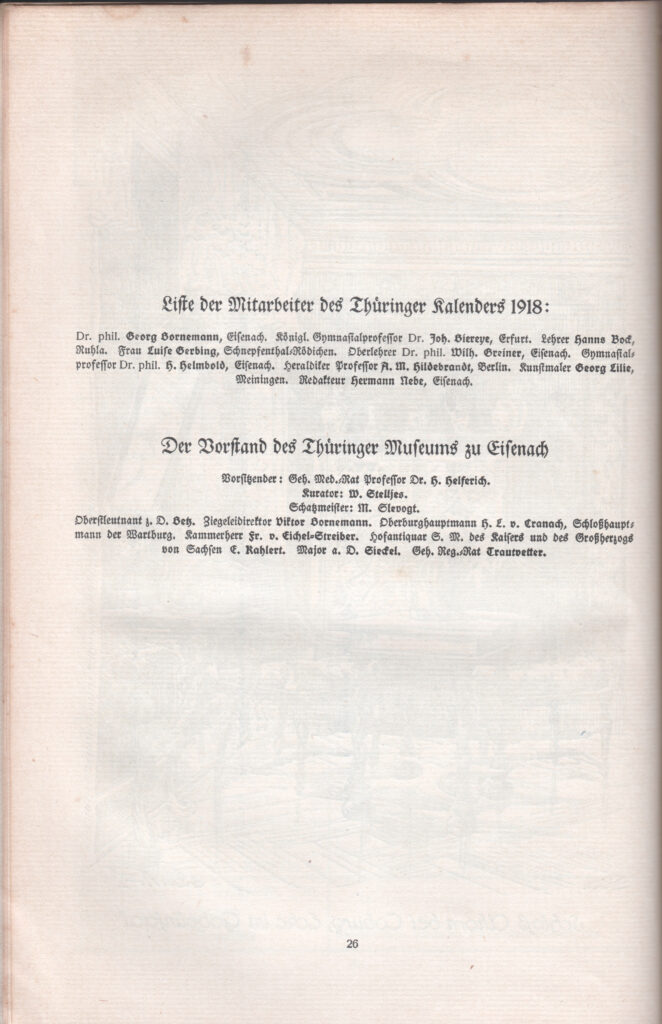 Liste der Mitarbeiter des Thüringer Kalenders 1918:
Dr. phil. Georg Bornemann, Eisenach. Königl. Gymnasialprofessor Dr. Joh. Biereye, Erfurt. Lehrer Hanns Bock,
Ruhla. Frau Luise Gerbing, Schnepfenthal-Rödichen. Oberlehrer Dr. phil. Wilh. Greiner, Eisenach. Gymnasial-
professor Dr. phil. H. Helmbold, Eisenach. Heraldiker Professor A. M. Hildebrandt, Berlin. Kunstmaler Georg Lilie,
Meiningen. Redakteur Hermann Nebe, Eisenach.
Der Vorstand des Thüringer Museums zu Eisenach
Vorsitzender: Geh. Med.-Rat Professor Dr. H. Helferich.
Kurator: W. Stelljes.
Schatzmeister: M. Slevogt.
Oberstleutnant z. D. Betz. Ziegeleidirektor Viktor Bornemann. Oberburghauptmann H. L. v. Cranach, Schloßhaupt-
mann der Wartburg. Kammerherr Fr. v. Eichel-Streiber. Hofantiquar S. M. des Kaisers und des Großherzogs
von Sachsen E. Kahlert. Major a. D. Sieckel. Geh. Reg.-Rat Trautvetter.
26